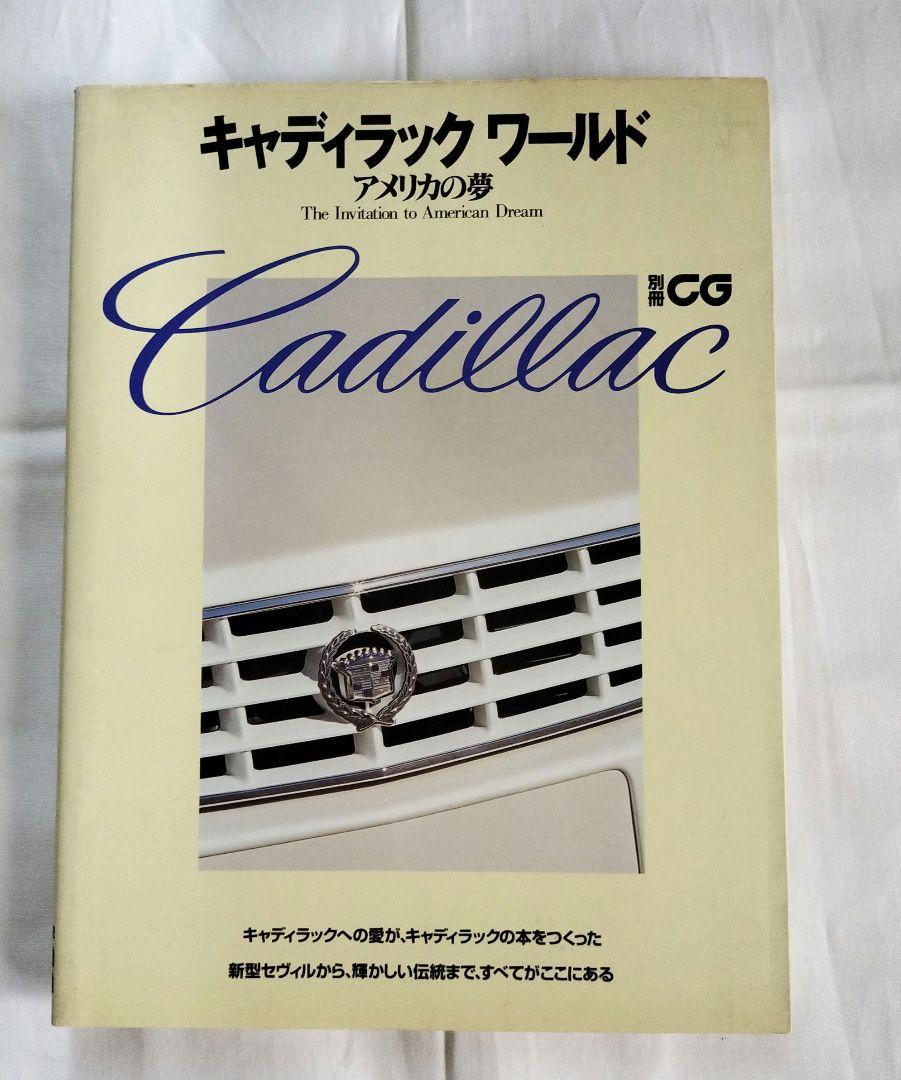 キャディラック ワールド
アメリカの夢
The Invitation to American Dream
別冊 CG
Cadillac
キャディラックへの愛が、キャディラックの本をつくった
新型セヴィルから、輝かしい伝統まで、すべてがここにある